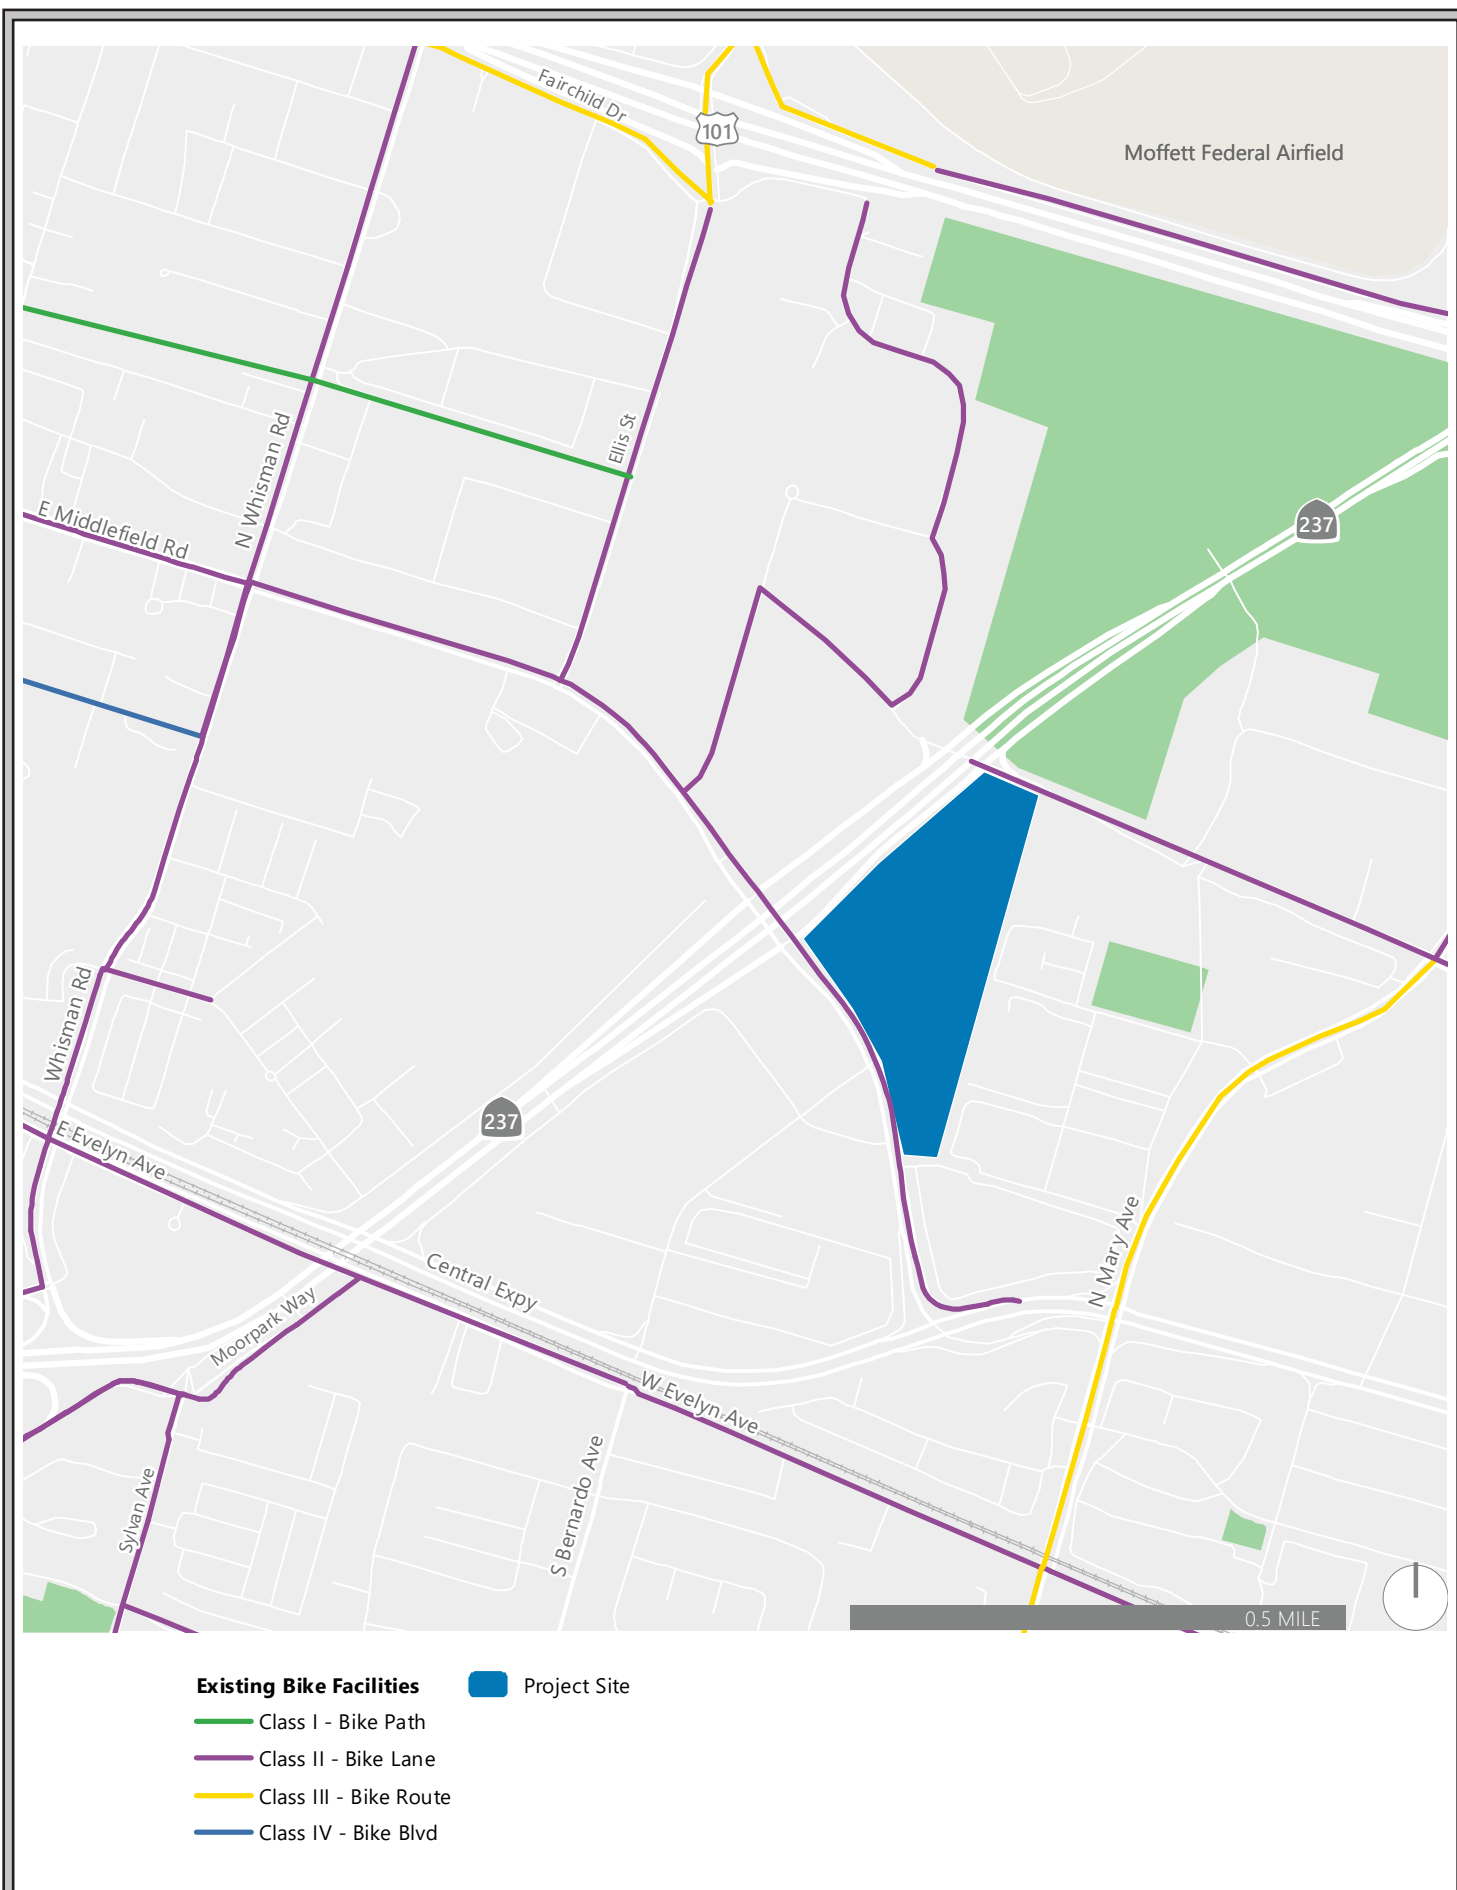 Fairchild Dr
101
Moffett Federal Airfield
Ellis St
N Whisman Rd
E Middlefield Rd
237
Whisman Rd
237
E Evelyn Ave
Central Expy
N Mary Ave
Moorpark Way
W Evelyn Ave
S Bernardo Ave
Sylvan Ave
0.5 MILE
Existing Bike Facilities
Project Site
Class I - Bike Path
Class II - Bike Lane
Class III - Bike Route
Class IV - Bike Blvd